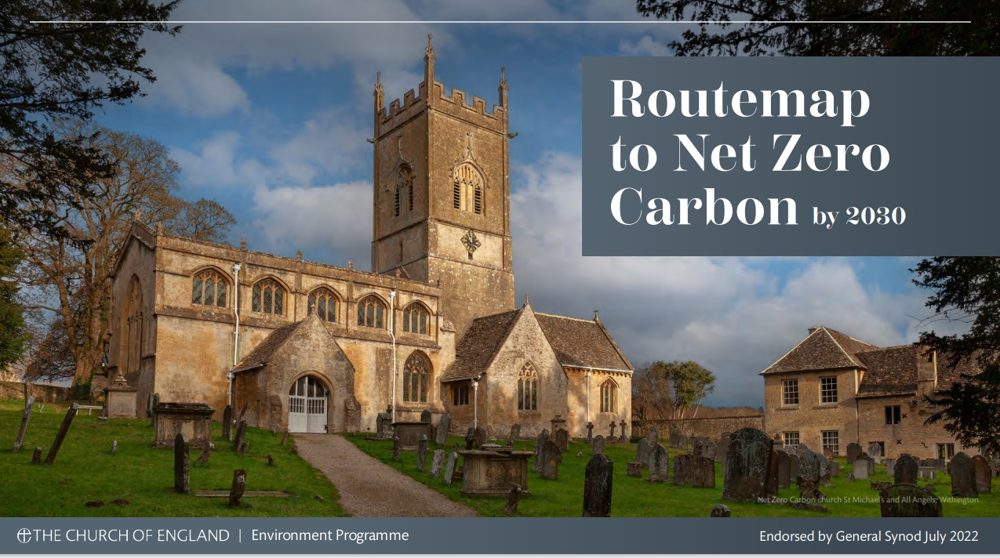 Routemap
to Net Zero
Carbon by 2030
Net Zero Carbon church St Michael's and All Angels, Withington
THE CHURCH OF ENGLAND | Environment Programme
Endorsed by General Synod July 2022